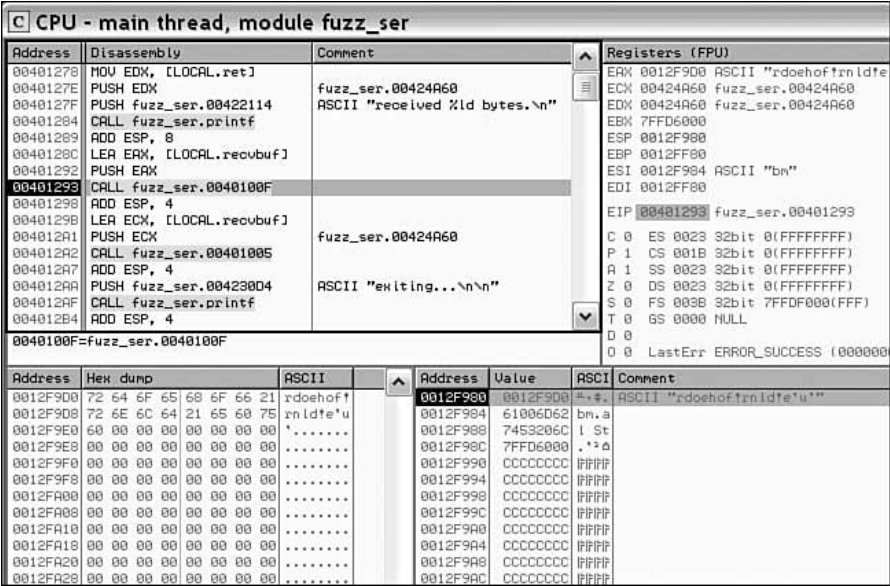 C CPU - main thread, module fuzz_ser
Address Disassembly Comment
00401278 MOV EDX, [LOCAL.ret]
0040127E PUSH EDX fuzz_ser.00424A60
0040127F PUSH fuzz_ser.00422114 ASCII "received %ld bytes.\n"
00401284 CALL fuzz_ser.printf
00401289 ADD ESP, 8
0040128C LEA EAX, [LOCAL.recvbuf]
00401292 PUSH EAX
00401293 CALL fuzz_ser.0040100F
00401298 ADD ESP, 4
0040129B LEA ECX, [LOCAL.recvbuf]
004012A1 PUSH ECX fuzz_ser.00424A60
004012A2 CALL fuzz_ser.00401005
004012A7 ADD ESP, 4
004012AA PUSH fuzz_ser.004230D4 ASCII "exiting...\n\n"
004012AF CALL fuzz_ser.printf
004012B4 ADD ESP, 4
0040100F=fuzz_ser.0040100F
Registers (FPU)
EAX 0012F9D0 ASCII "rdoehof!rnld!e
ECX 00424A60 fuzz_ser.00424A60
EDX 00424A60 fuzz_ser.00424A60
EBX 7FFD6000
ESP 0012F980
EBP 0012FF80
ESI 0012F984 ASCII "bm"
EDI 0012FF80
EIP 00401293 fuzz_ser.00401293
C 0 ES 0023 32bit 0(FFFFFFFF)
P 1 CS 001B 32bit 0(FFFFFFFF)
A 1 SS 0023 32bit 0(FFFFFFFF)
Z 0 DS 0023 32bit 0(FFFFFFFF)
S 0 FS 003B 32bit 7FFDF000(FFF)
T 0 GS 0000 NULL
D 0
O 0 LastErr ERROR_SUCCESS (0000000
Address Hex dump ASCII
0012F9D0 72 64 6F 65 68 6F 66 21 rdoehof!
0012F9D8 72 6E 6C 64 21 65 60 75 rnld!e`u
0012F9E0 60 00 00 00 00 00 00 00 `.......
0012F9E8 00 00 00 00 00 00 00 00 ........
0012F9F0 00 00 00 00 00 00 00 00 ........
0012F9F8 00 00 00 00 00 00 00 00 ........
0012FA00 00 00 00 00 00 00 00 00 ........
0012FA08 00 00 00 00 00 00 00 00 ........
0012FA10 00 00 00 00 00 00 00 00 ........
0012FA18 00 00 00 00 00 00 00 00 ........
0012FA20 00 00 00 00 00 00 00 00 ........
0012FA28 00 00 00 00 00 00 00 00 ........
Address Value ASCI Comment
0012F980 0012F9D0 ASCII "rdoehof!rnld!e`u`"
0012F984 61006D62 bm.a
0012F988 7453206C l St
0012F98C 7FFD6000
0012F990 CCCCCCCC
0012F994 CCCCCCCC
0012F998 CCCCCCCC
0012F99C CCCCCCCC
0012F9A0 CCCCCCCC
0012F9A4 CCCCCCCC
0012F9A8 CCCCCCCC
0012F9AC CCCCCCCC